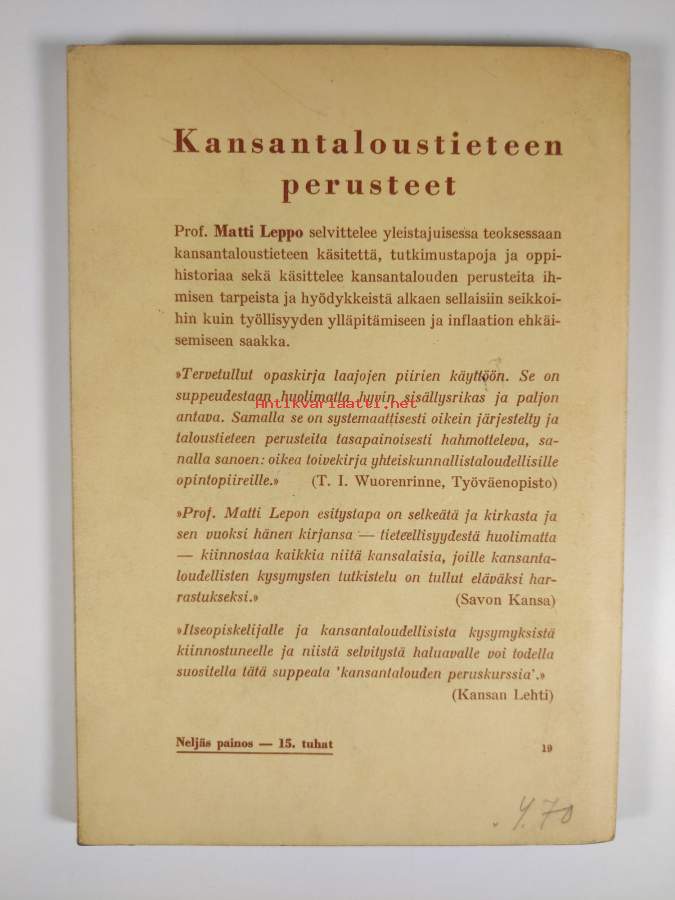 Kansantaloustieteen
perusteet
Prof. Matti Leppo selvittelee yleistajuisessa teoksessaan
kansantaloustieteen käsitettä, tutkimustapoja ja oppi-
historiaa sekä käsittelee kansantalouden perusteita ih-
misen tarpeista ja hyödykkeistä alkaen sellaisiin seikkoi-
hin kuin työllisyyden ylläpitämiseen ja inflaation ehkäi-
semiseen saakka.
»Tervetullut opaskirja laajojen piirien käyttöön. Se on
suppeudestaan huolimatta hyvin sisällysrikas ja paljon
antikvariaatti.net
antava. Samalla se on systemaattisesti oikein järjestelty ja
taloustieteen perusteita tasapainoisesti hahmotteleva, sa-
nalla sanoen: oikea toivekirja yhteiskunnallistaloudellisille
opintopiireille.» (T. I. Wuorenrinne, Työväenopisto)
»Prof. Matti Lepon esitystapa on selkeätä ja kirkasta ja
sen vuoksi hänen kirjansa — tieteellisyydestä huolimatta
— kiinnostaa kaikkia niitä kansalaisia, joille kansanta-
loudellisten kysymysten tutkistelu on tullut eläväksi har-
rastukseksi.» (Savon Kansa)
»Itseopiskelijalle ja kansantaloudellisista kysymyksistä
kiinnostuneelle ja niistä selvitystä haluavalle voi todella
suositella tätä suppeata 'kansantalouden peruskurssia'.»
(Kansan Lehti)
Neljäs painos — 15. tuhat 19
4.70